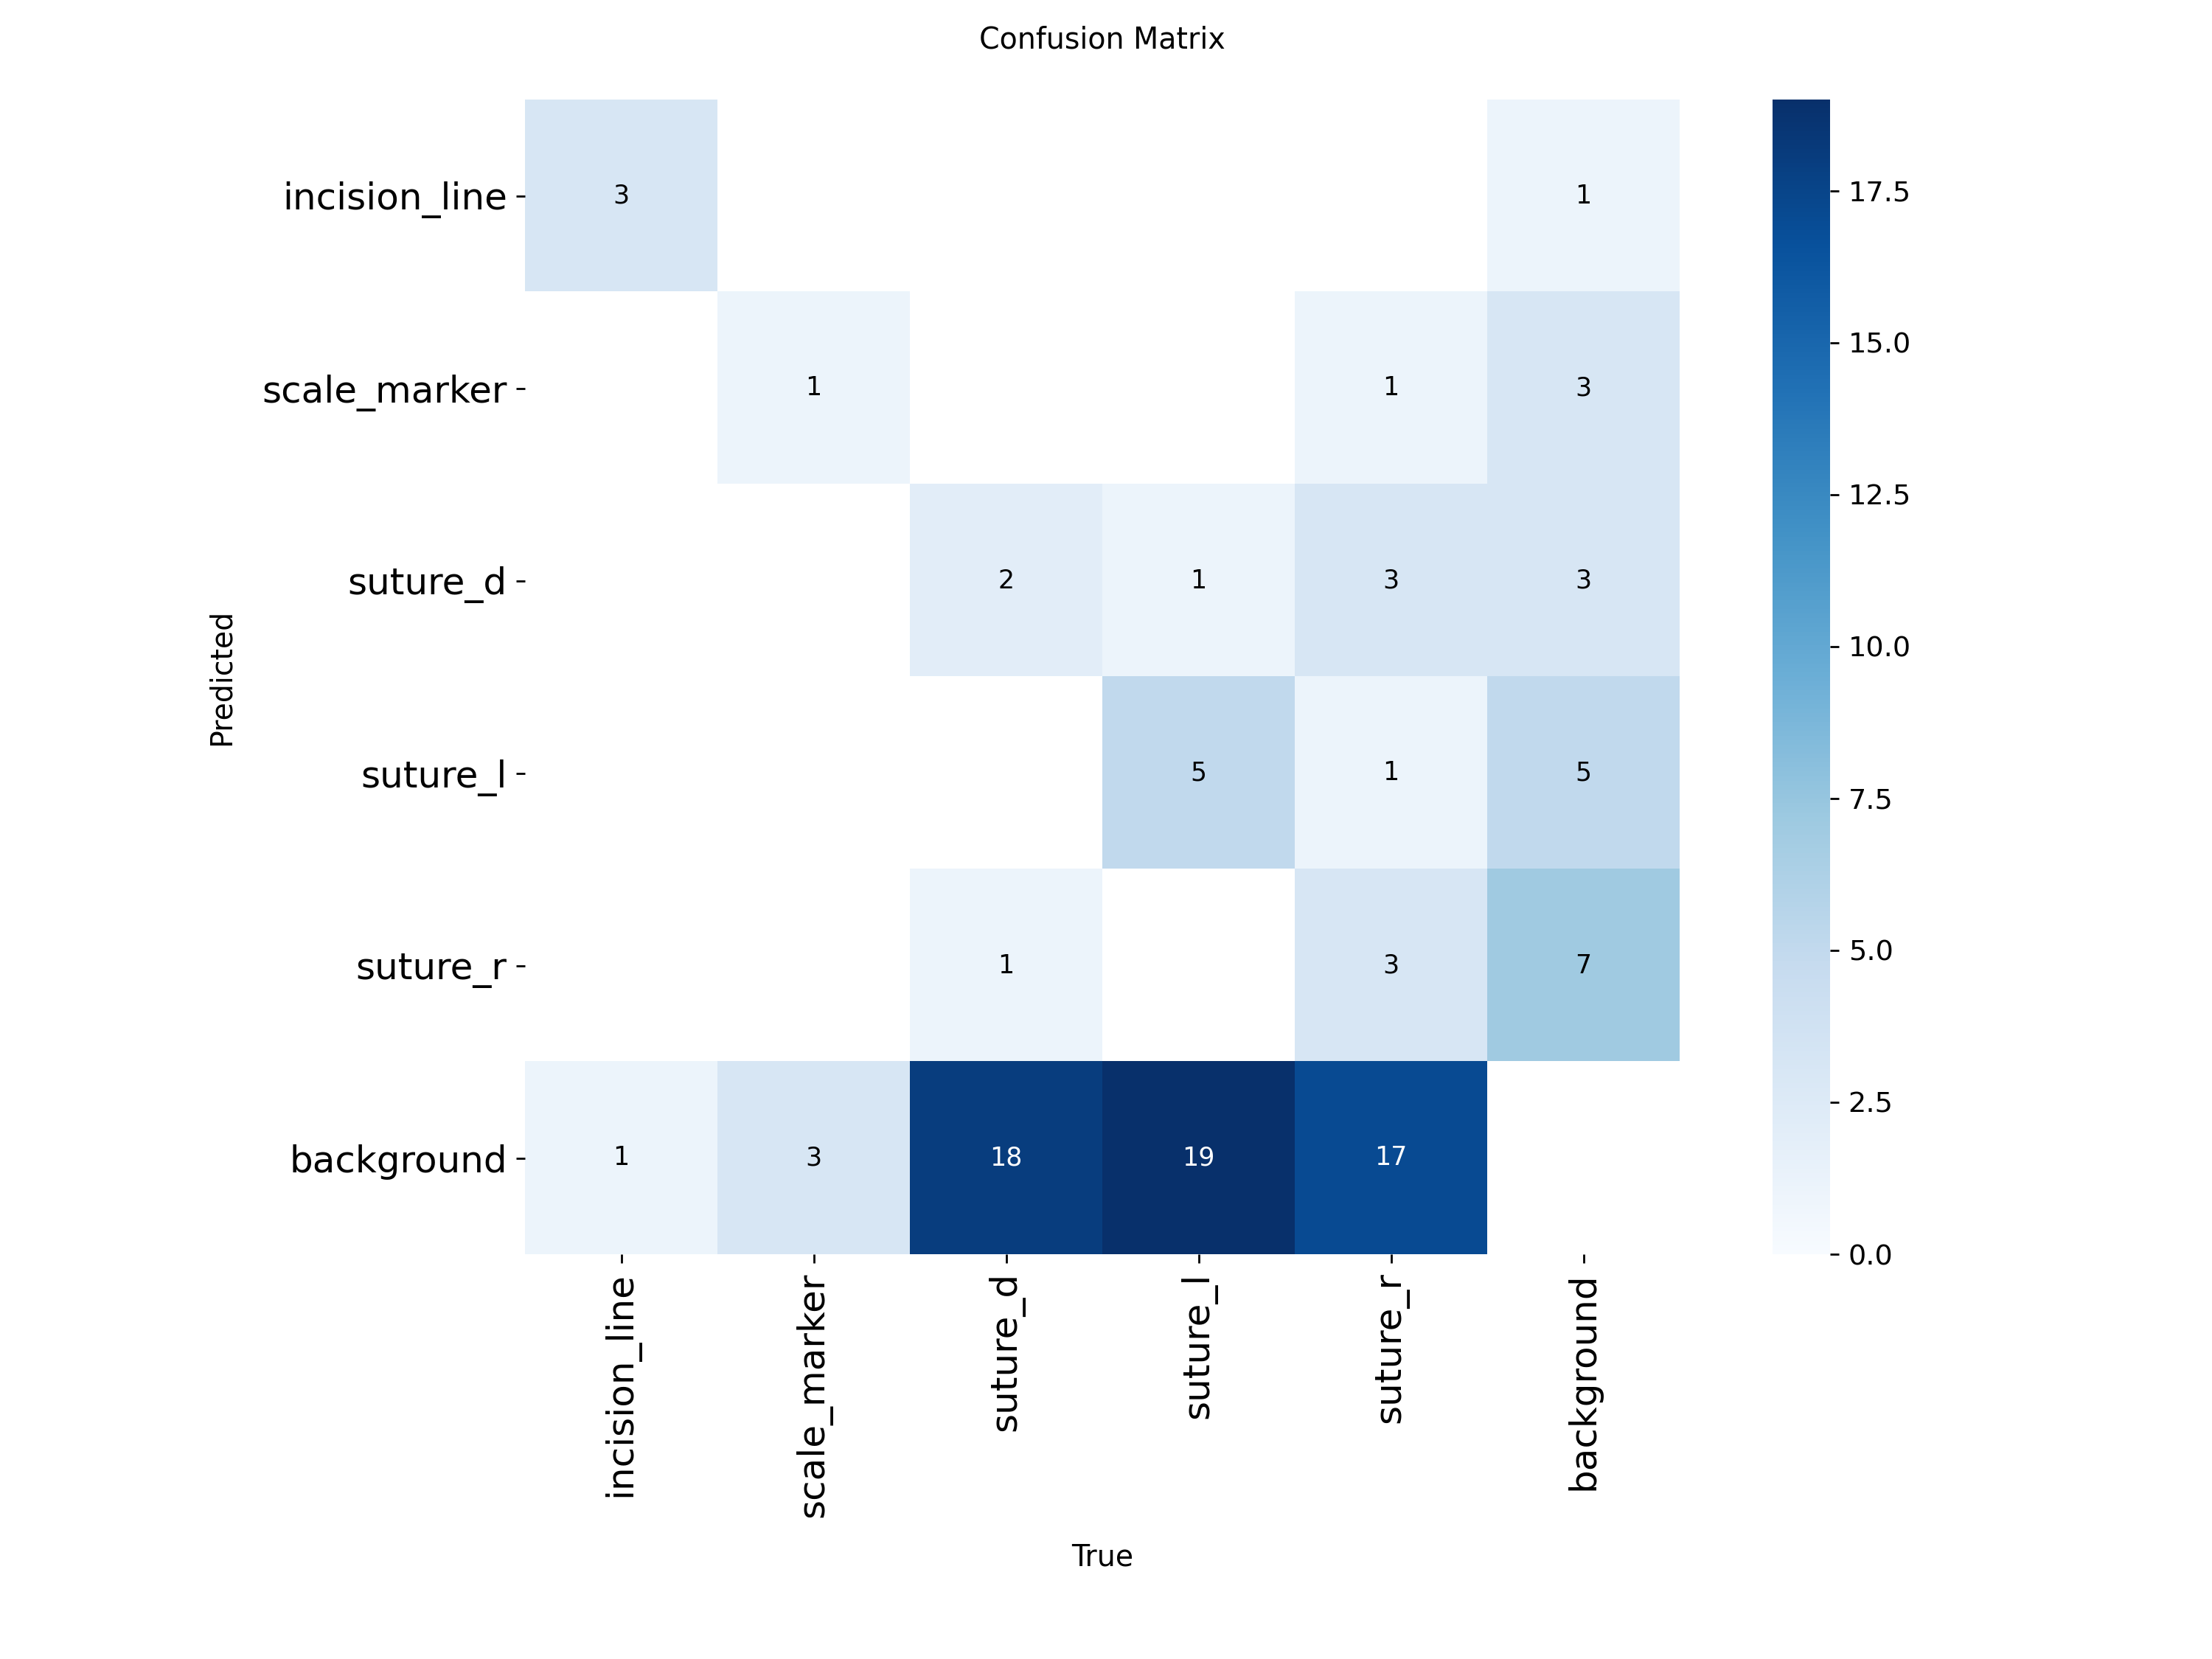 Confusion Matrix
incision_line 3 1
scale_marker 1 1 3
suture_d 2 1 3 3
suture_l 5 1 5
suture_r 1 3 7
background 1 3 18 19 17
Predicted
incision_line
scale_marker
suture_d
suture_l
suture_r
background
True
17.5
15.0
12.5
10.0
7.5
5.0
2.5
0.0